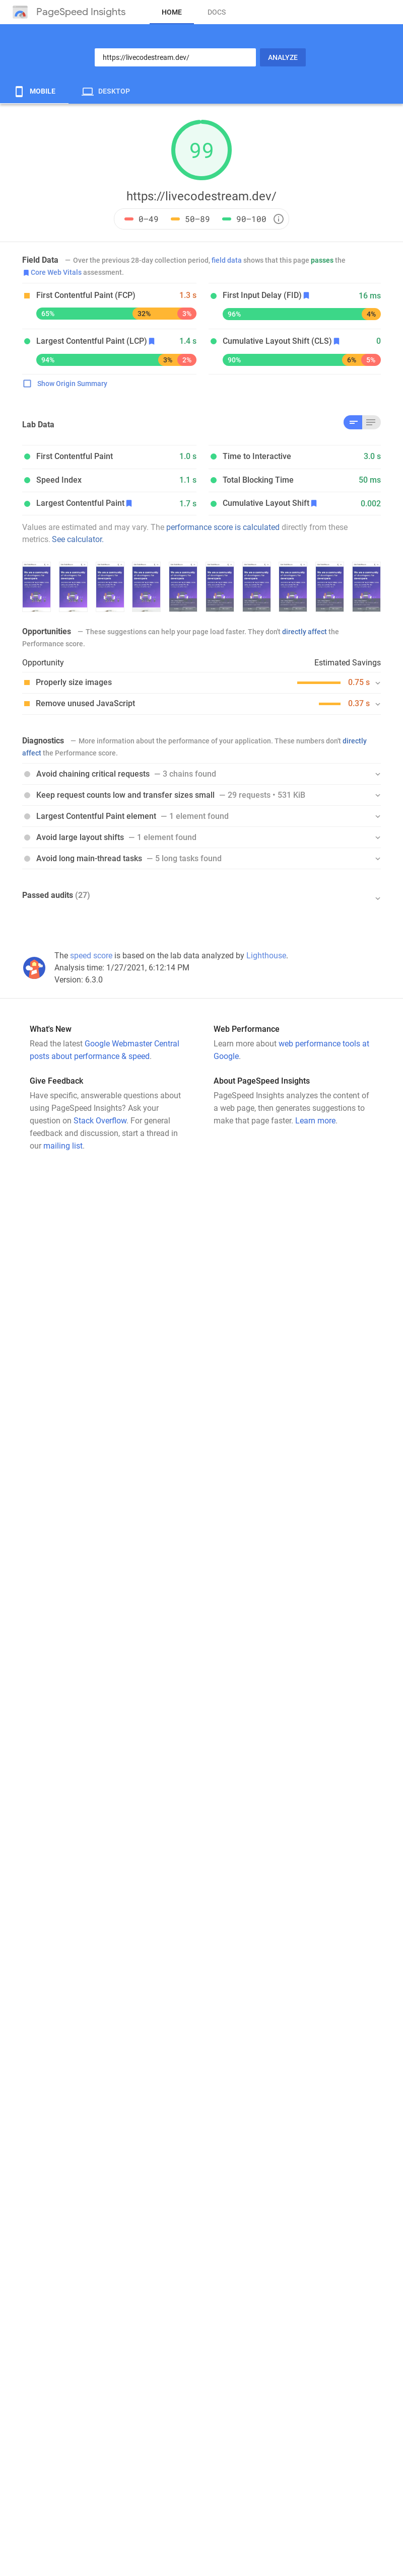 PageSpeed Insights
HOME
DOCS
https://livecodestream.dev/
ANALYZE
MOBILE
DESKTOP
99
https://livecodestream.dev/
0–49
50–89
90–100
Field Data — Over the previous 28-day collection period, field data shows that this page passes the
Core Web Vitals assessment.
First Contentful Paint (FCP) 1.3 s
65% 32% 3%
First Input Delay (FID) 16 ms
96% 4%
Largest Contentful Paint (LCP) 1.4 s
94% 3% 2%
Cumulative Layout Shift (CLS) 0
90% 6% 5%
Show Origin Summary
Lab Data
First Contentful Paint 1.0 s
Time to Interactive 3.0 s
Speed Index 1.1 s
Total Blocking Time 50 ms
Largest Contentful Paint 1.7 s
Cumulative Layout Shift 0.002
Values are estimated and may vary. The performance score is calculated directly from these
metrics. See calculator.
Opportunities — These suggestions can help your page load faster. They don't directly affect the
Performance score.
Opportunity Estimated Savings
Properly size images 0.75 s
Remove unused JavaScript 0.37 s
Diagnostics — More information about the performance of your application. These numbers don't directly
affect the Performance score.
Avoid chaining critical requests — 3 chains found
Keep request counts low and transfer sizes small — 29 requests • 531 KiB
Largest Contentful Paint element — 1 element found
Avoid large layout shifts — 1 element found
Avoid long main-thread tasks — 5 long tasks found
Passed audits (27)
The speed score is based on the lab data analyzed by Lighthouse.
Analysis time: 1/27/2021, 6:12:14 PM
Version: 6.3.0
What's New
Read the latest Google Webmaster Central
posts about performance & speed.
Web Performance
Learn more about web performance tools at
Google.
Give Feedback
Have specific, answerable questions about
using PageSpeed Insights? Ask your
question on Stack Overflow. For general
feedback and discussion, start a thread in
our mailing list.
About PageSpeed Insights
PageSpeed Insights analyzes the content of
a web page, then generates suggestions to
make that page faster. Learn more.